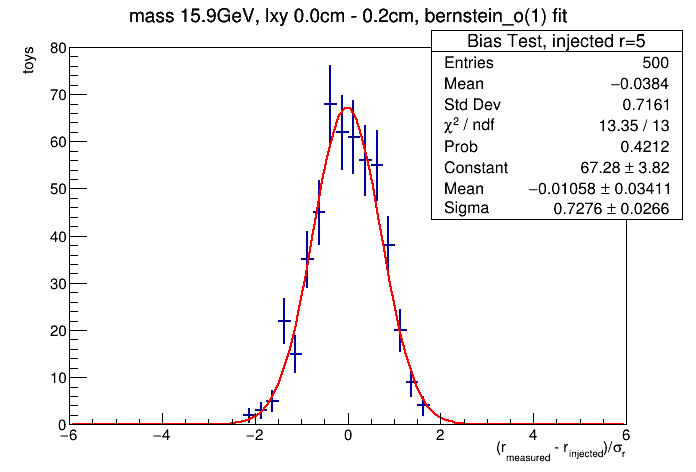 mass 15.9GeV, lxy 0.0cm - 0.2cm, bernstein_o(1) fit
Bias Test, injected r=5
Entries 500
Mean −0.0384
Std Dev 0.7161
χ² / ndf 13.35 / 13
Prob 0.4212
Constant 67.28 ± 3.82
Mean −0.01058 ± 0.03411
Sigma 0.7276 ± 0.0266
toys
80
70
60
50
40
30
20
10
0
−6 −4 −2 0 2 4 6
(r_measured - r_injected)/σ_r